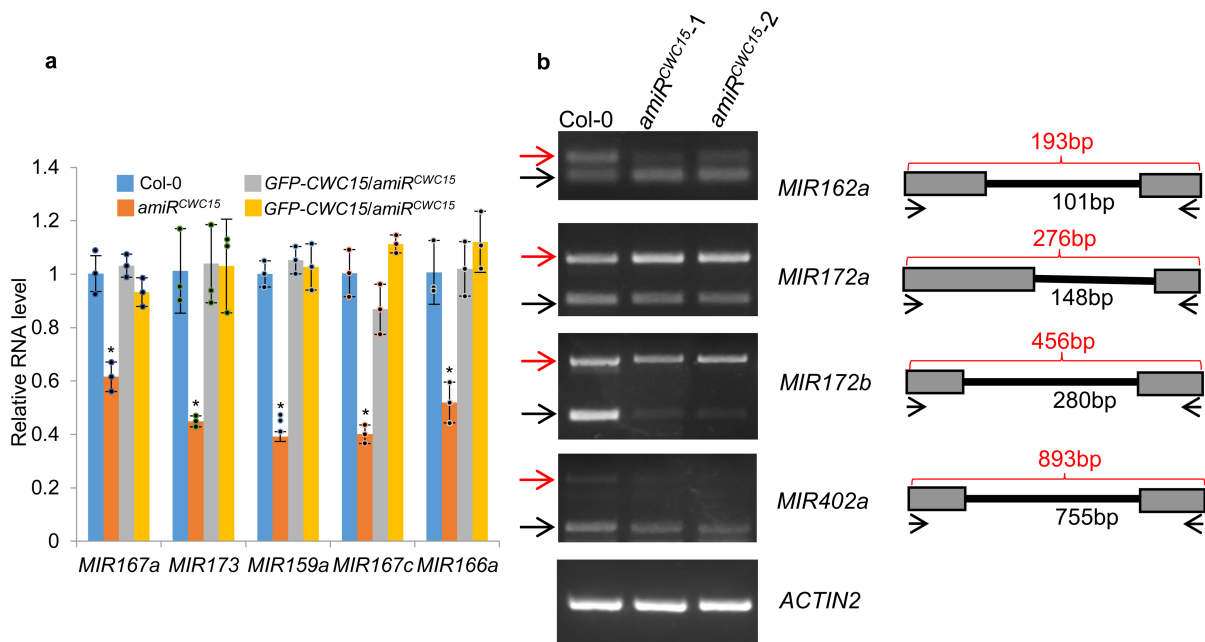 a
Relative RNA level
1.4
1.2
1
0.8
0.6
0.4
0.2
0
Col-0
GFP-CWC15/amiR^CWC15
amiR^CWC15
GFP-CWC15/amiR^CWC15
*
*
*
*
*
MIR167a MIR173 MIR159a MIR167c MIR166a
b
Col-0
amiR^CWC15-1
amiR^CWC15-2
MIR162a
193bp
101bp
MIR172a
276bp
148bp
MIR172b
456bp
280bp
MIR402a
893bp
755bp
ACTIN2